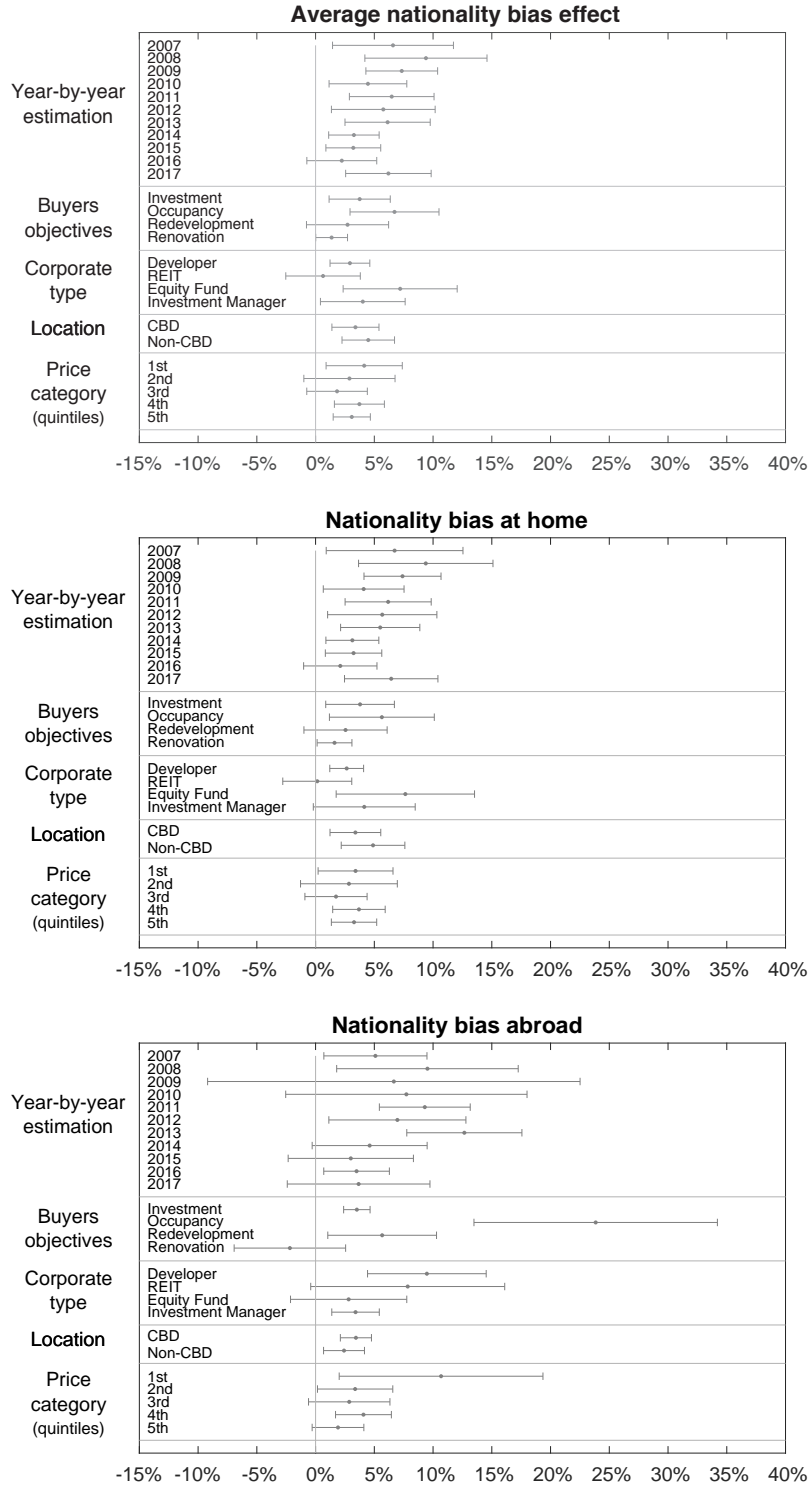 Average nationality bias effect
Year-by-year
estimation
2007
2008
2009
2010
2011
2012
2013
2014
2015
2016
2017
Buyers
objectives
Investment
Occupancy
Redevelopment
Renovation
Corporate
type
Developer
REIT
Equity Fund
Investment Manager
Location
CBD
Non-CBD
Price
category
(quintiles)
1st
2nd
3rd
4th
5th
-15% -10% -5% 0% 5% 10% 15% 20% 25% 30% 35% 40%
Nationality bias at home
Year-by-year
estimation
2007
2008
2009
2010
2011
2012
2013
2014
2015
2016
2017
Buyers
objectives
Investment
Occupancy
Redevelopment
Renovation
Corporate
type
Developer
REIT
Equity Fund
Investment Manager
Location
CBD
Non-CBD
Price
category
(quintiles)
1st
2nd
3rd
4th
5th
-15% -10% -5% 0% 5% 10% 15% 20% 25% 30% 35% 40%
Nationality bias abroad
Year-by-year
estimation
2007
2008
2009
2010
2011
2012
2013
2014
2015
2016
2017
Buyers
objectives
Investment
Occupancy
Redevelopment
Renovation
Corporate
type
Developer
REIT
Equity Fund
Investment Manager
Location
CBD
Non-CBD
Price
category
(quintiles)
1st
2nd
3rd
4th
5th
-15% -10% -5% 0% 5% 10% 15% 20% 25% 30% 35% 40%